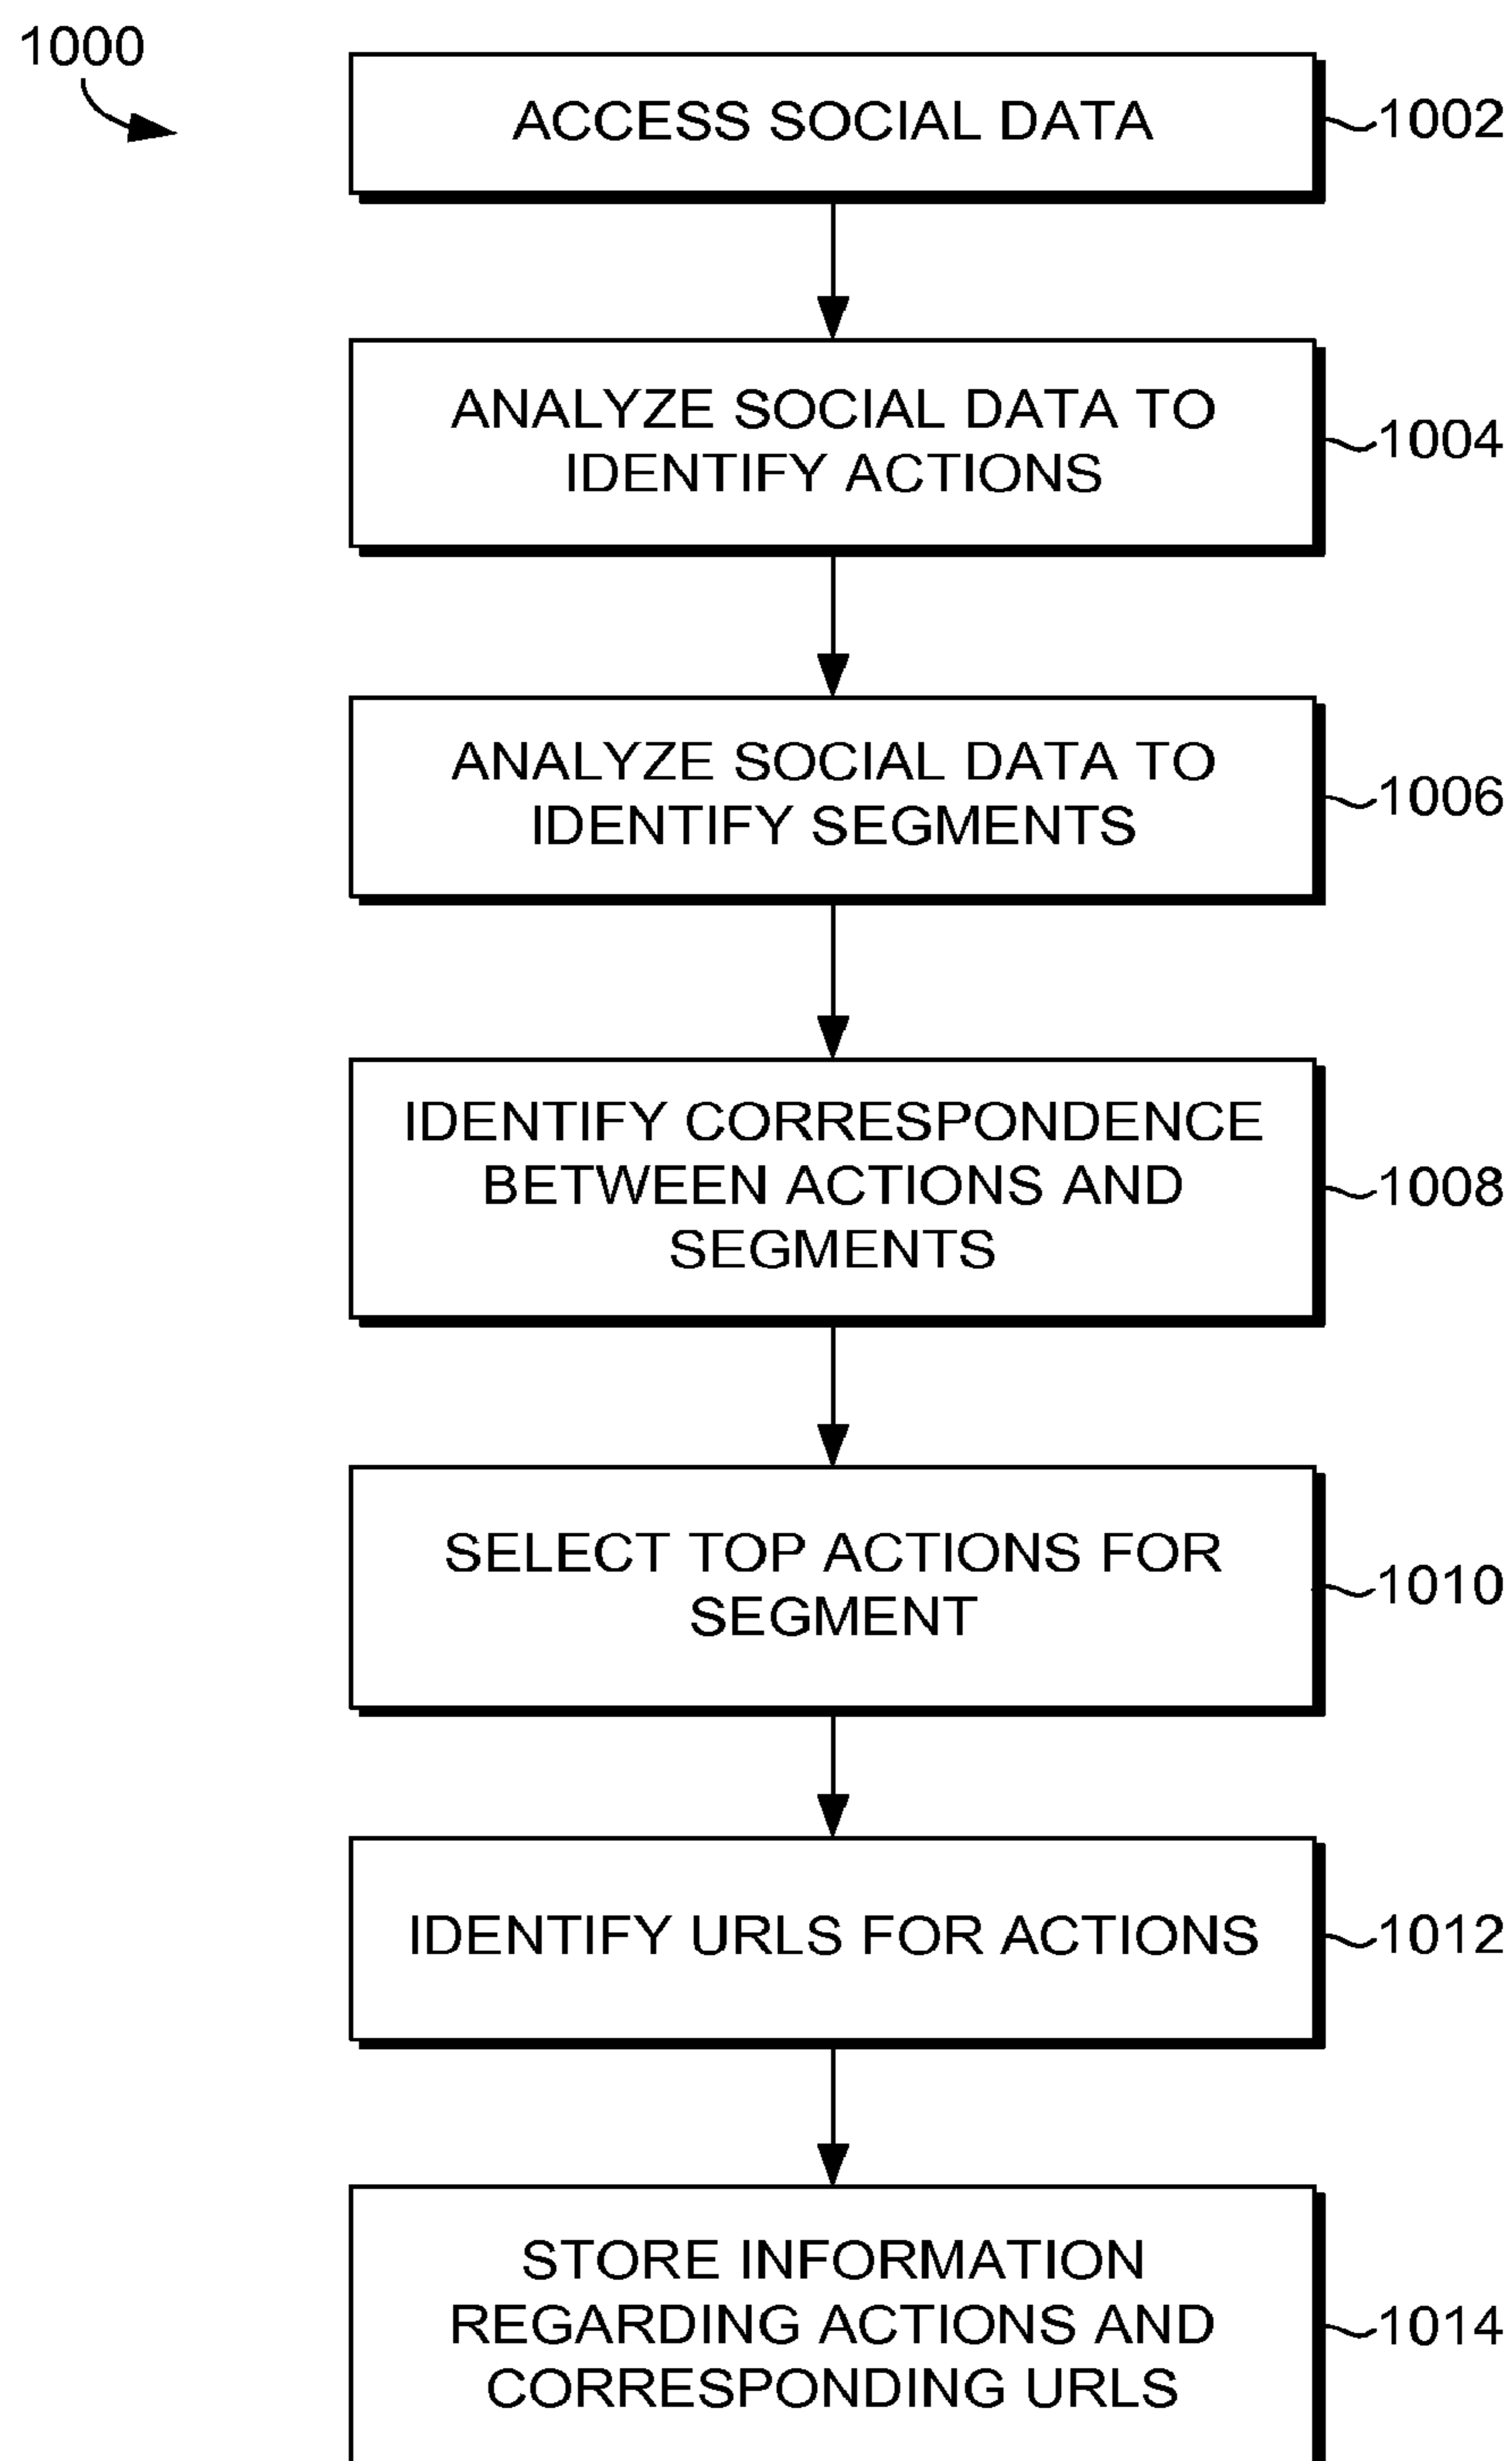 1000
ACCESS SOCIAL DATA
1002
ANALYZE SOCIAL DATA TO
IDENTIFY ACTIONS
1004
ANALYZE SOCIAL DATA TO
IDENTIFY SEGMENTS
1006
IDENTIFY CORRESPONDENCE
BETWEEN ACTIONS AND
SEGMENTS
1008
SELECT TOP ACTIONS FOR
SEGMENT
1010
IDENTIFY URLS FOR ACTIONS
1012
STORE INFORMATION
REGARDING ACTIONS AND
CORRESPONDING URLS
1014